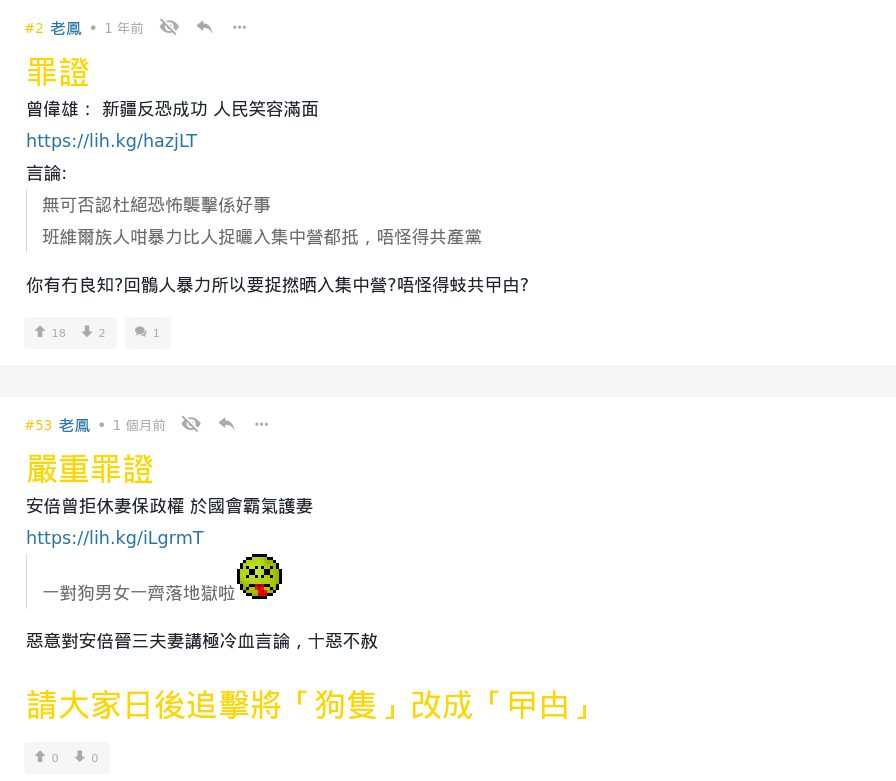 #2 老鳳 • 1 年前
罪證
曾偉雄 ： 新疆反恐成功 人民笑容滿面
https://lih.kg/hazjLT
言論:
無可否認杜絕恐怖襲擊係好事
班維爾族人咁暴力比人捉曬入集中營都抵，唔怪得共產黨
你有冇良知?回鶻人暴力所以要捉撚晒入集中營?唔怪得蚑共曱甴?
18 2 1
#53 老鳳 • 1 個月前
嚴重罪證
安倍曾拒休妻保政權 於國會霸氣護妻
https://lih.kg/iLgrmT
一對狗男女一齊落地獄啦
惡意對安倍晉三夫妻講極冷血言論，十惡不赦
請大家日後追擊將「狗隻」改成「曱甴」
0 0